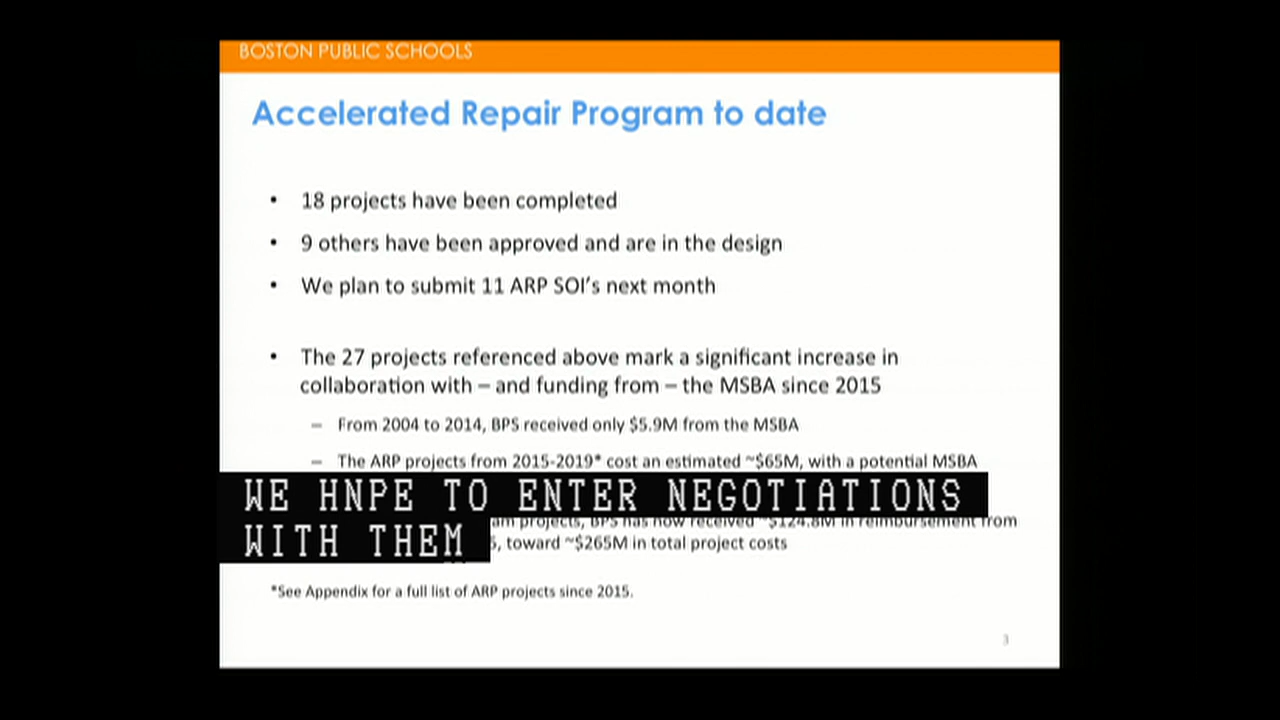 BOSTON PUBLIC SCHOOLS
Accelerated Repair Program to date
• 18 projects have been completed
• 9 others have been approved and are in the design
• We plan to submit 11 ARP SOI's next month
• The 27 projects referenced above mark a significant increase in
collaboration with – and funding from – the MSBA since 2015
– From 2004 to 2014, BPS received only $5.9M from the MSBA
– The ARP projects from 2015-2019* cost an estimated ~$65M, with a potential MSBA
WE HNPE TO ENTER NEGOTIATIONS
WITH THEM
projects, BPS has now received ~$124.8M in reimbursement from
, toward ~$265M in total project costs
*See Appendix for a full list of ARP projects since 2015.
3